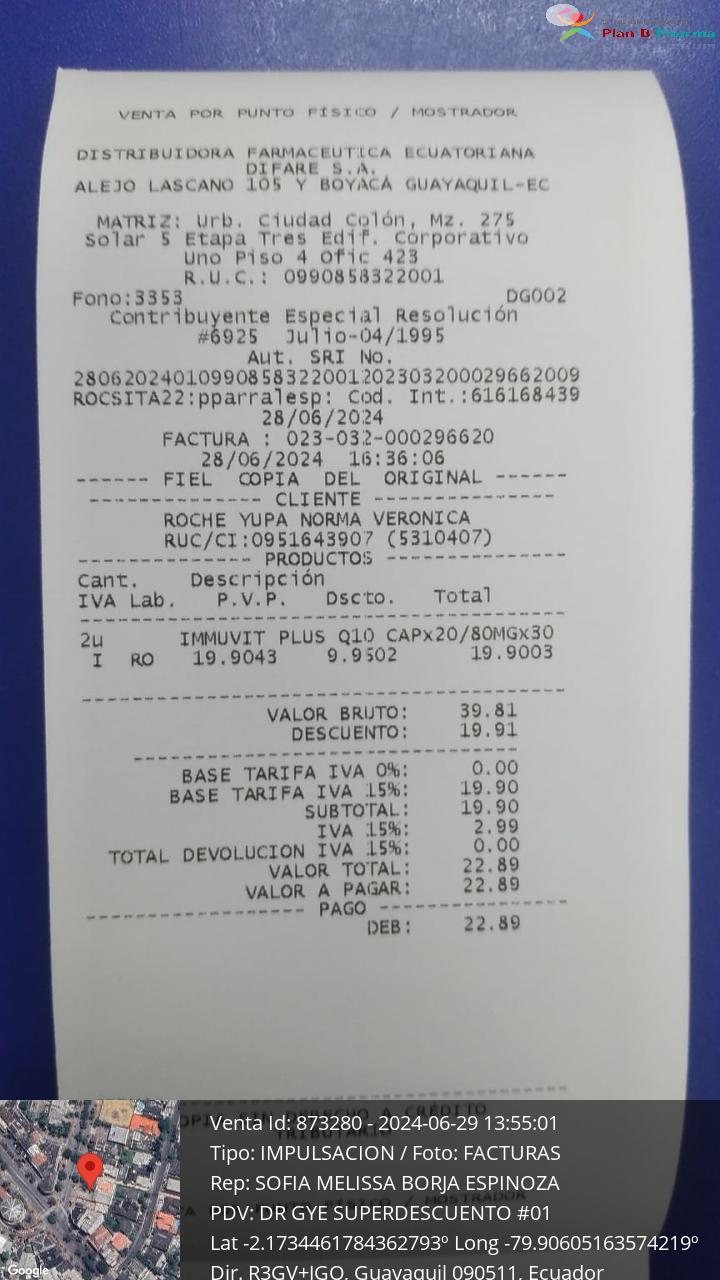 Plan B Pharma
VENTA POR PUNTO FÍSICO / MOSTRADOR
DISTRIBUIDORA FARMACEUTICA ECUATORIANA
DIFARE S.A.
ALEJO LASCANO 105 Y BOYACÁ GUAYAQUIL-EC
MATRIZ: Urb. Ciudad Colón, Mz. 275
Solar 5 Etapa Tres Edif. Corporativo
Uno Piso 4 Ofic 423
R.U.C.: 0990858322001
Fono:3353 DG002
Contribuyente Especial Resolución
#6925 Julio-04/1995
Aut. SRI No.
28062024010990858322001202303200029662009
ROCSITA22:pparralesp: Cod. Int.:616168439
28/06/2024
FACTURA : 023-032-000296620
28/06/2024 16:36:06
------ FIEL COPIA DEL ORIGINAL ------
-------------- CLIENTE ---------------
ROCHE YUPA NORMA VERONICA
RUC/CI:0951643907 (5310407)
-------------- PRODUCTOS --------------
Cant. Descripción
IVA Lab. P.V.P. Dscto. Total
2u IMMUVIT PLUS Q10 CAPx20/80MGx30
I RO 19.9043 9.9502 19.9003
VALOR BRUTO: 39.81
DESCUENTO: 19.91
BASE TARIFA IVA 0%: 0.00
BASE TARIFA IVA 15%: 19.90
SUBTOTAL: 19.90
IVA 15%: 2.99
TOTAL DEVOLUCION IVA 15%: 0.00
VALOR TOTAL: 22.89
VALOR A PAGAR: 22.89
----------------- PAGO -----------------
DEB: 22.89
COPIA SIN DERECHO A CRÉDITO
TRIBUTARIO
Venta Id: 873280 - 2024-06-29 13:55:01
Tipo: IMPULSACION / Foto: FACTURAS
Rep: SOFIA MELISSA BORJA ESPINOZA
PDV: DR GYE SUPERDESCUENTO #01
Lat -2.1734461784362793º Long -79.90605163574219º
Dir. R3GV+JGQ, Guayaquil 090511, Ecuador
Google